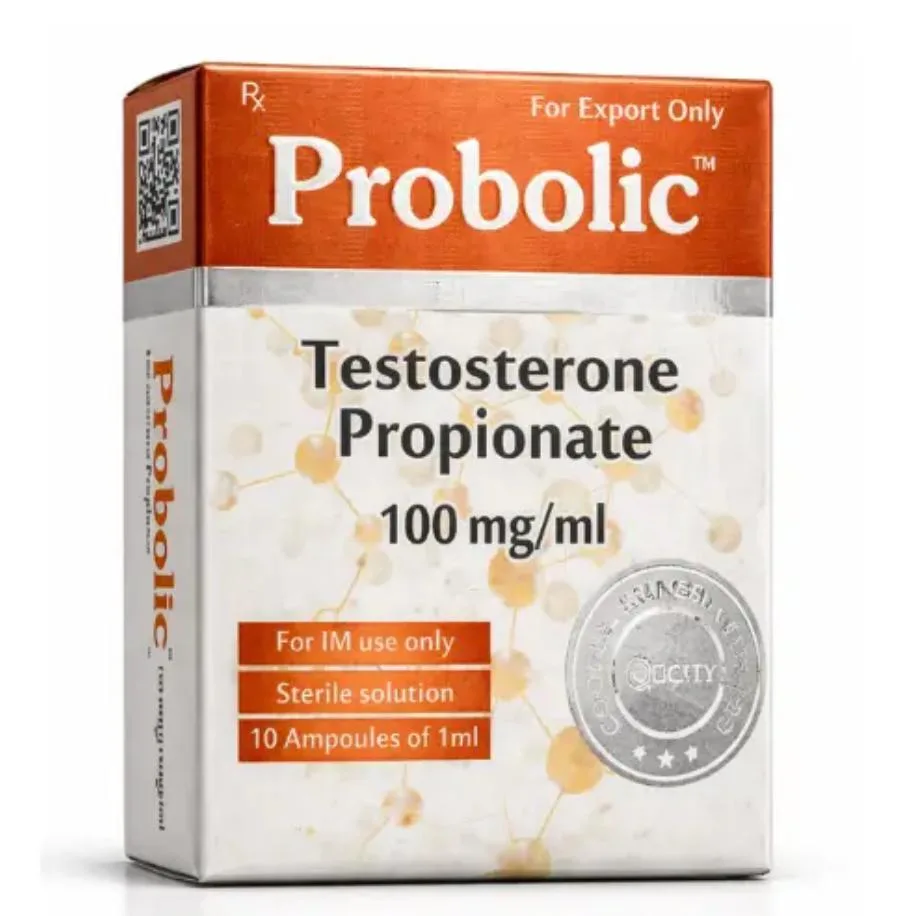 Rx
For Export Only
Probolic™
Testosterone
Propionate
100 mg/ml
For IM use only
Sterile solution
10 Ampoules of 1ml
Probolic